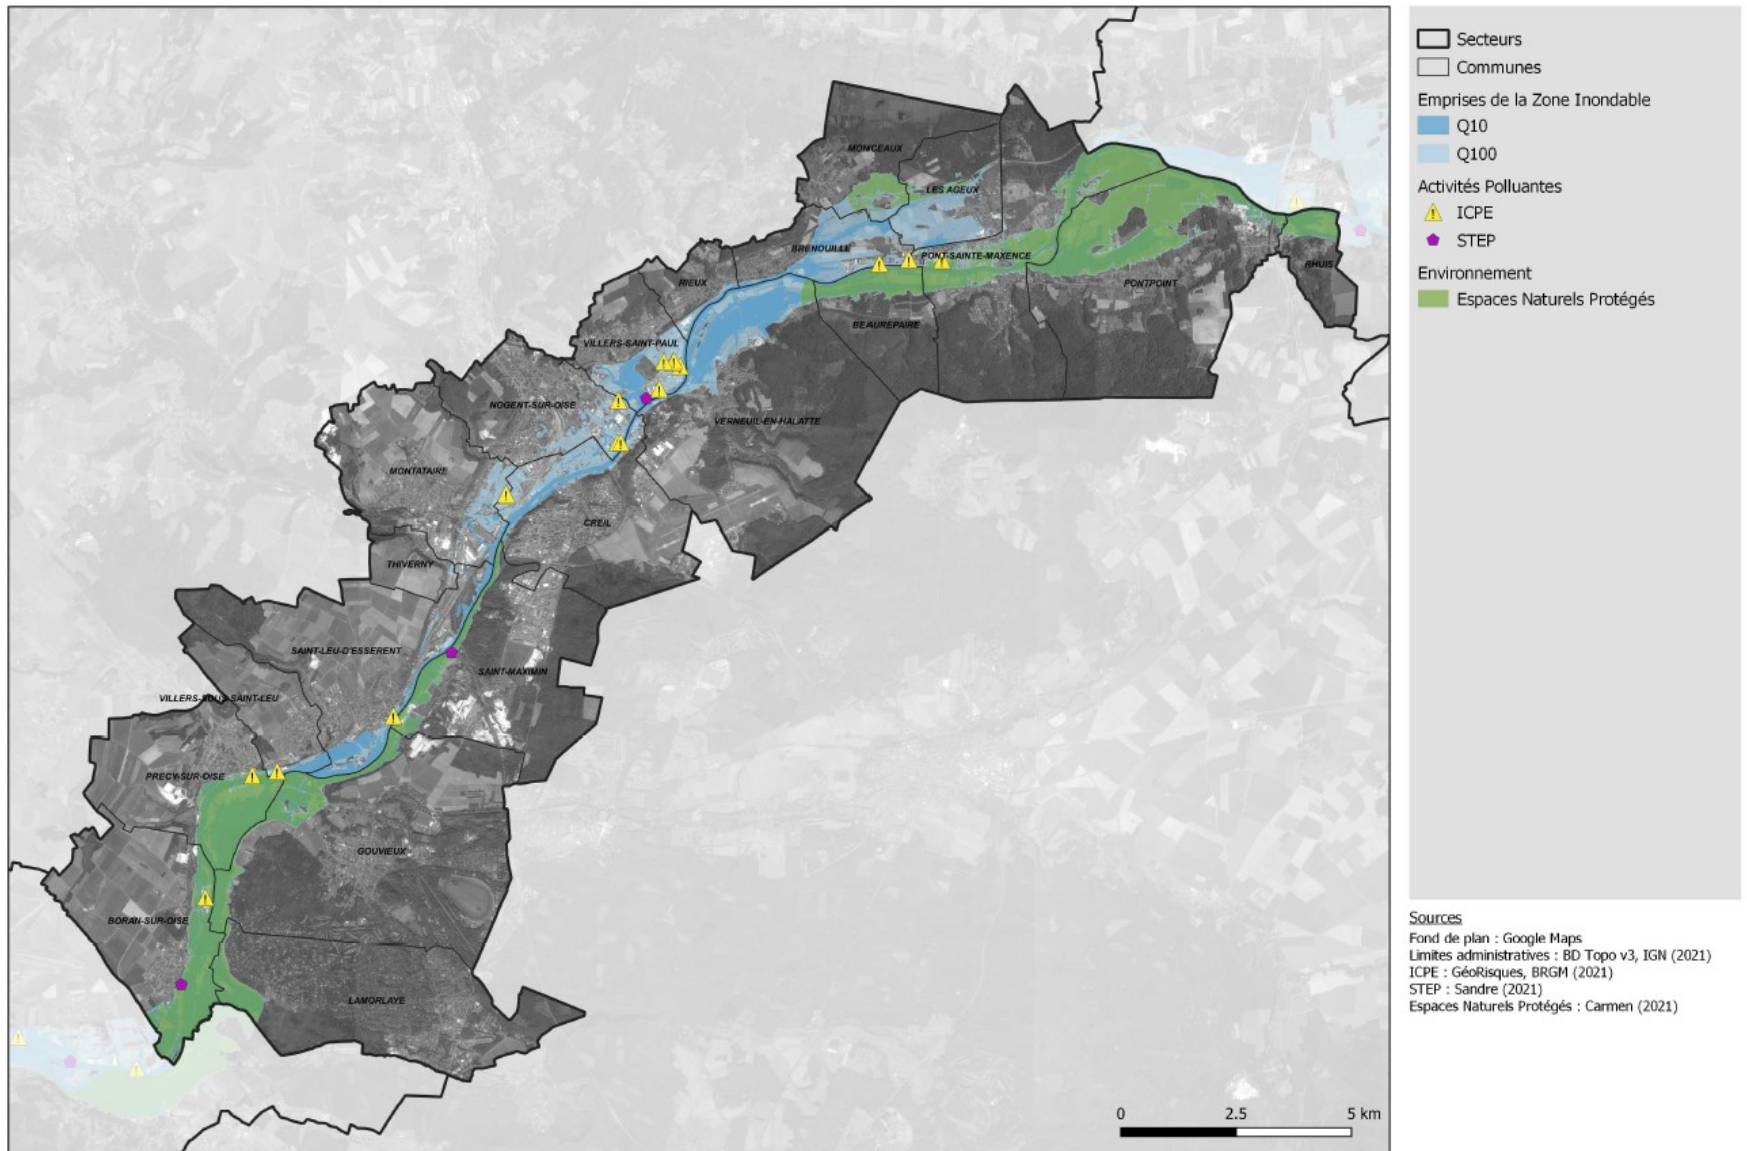 MONCEAUX
LES AGEUX
BRENOUILLE
PONT-SAINTE-MAXENCE
RHUIS
RIEUX
PONTPOINT
BEAUREPAIRE
VILLERS-SAINT-PAUL
NOGENT-SUR-OISE
VERNEUIL-EN-HALATTE
MONTATAIRE
CREIL
THIVERNY
SAINT-LEU-D'ESSERENT
SAINT-MAXIMIN
VILLERS-SOUS-SAINT-LEU
PRECY-SUR-OISE
GOUVIEUX
BORAN-SUR-OISE
LAMORLAYE
0 2.5 5 km
Secteurs
Communes
Emprises de la Zone Inondable
Q10
Q100
Activités Polluantes
ICPE
STEP
Environnement
Espaces Naturels Protégés
Sources
Fond de plan : Google Maps
Limites administratives : BD Topo v3, IGN (2021)
ICPE : GéoRisques, BRGM (2021)
STEP : Sandre (2021)
Espaces Naturels Protégés : Carmen (2021)